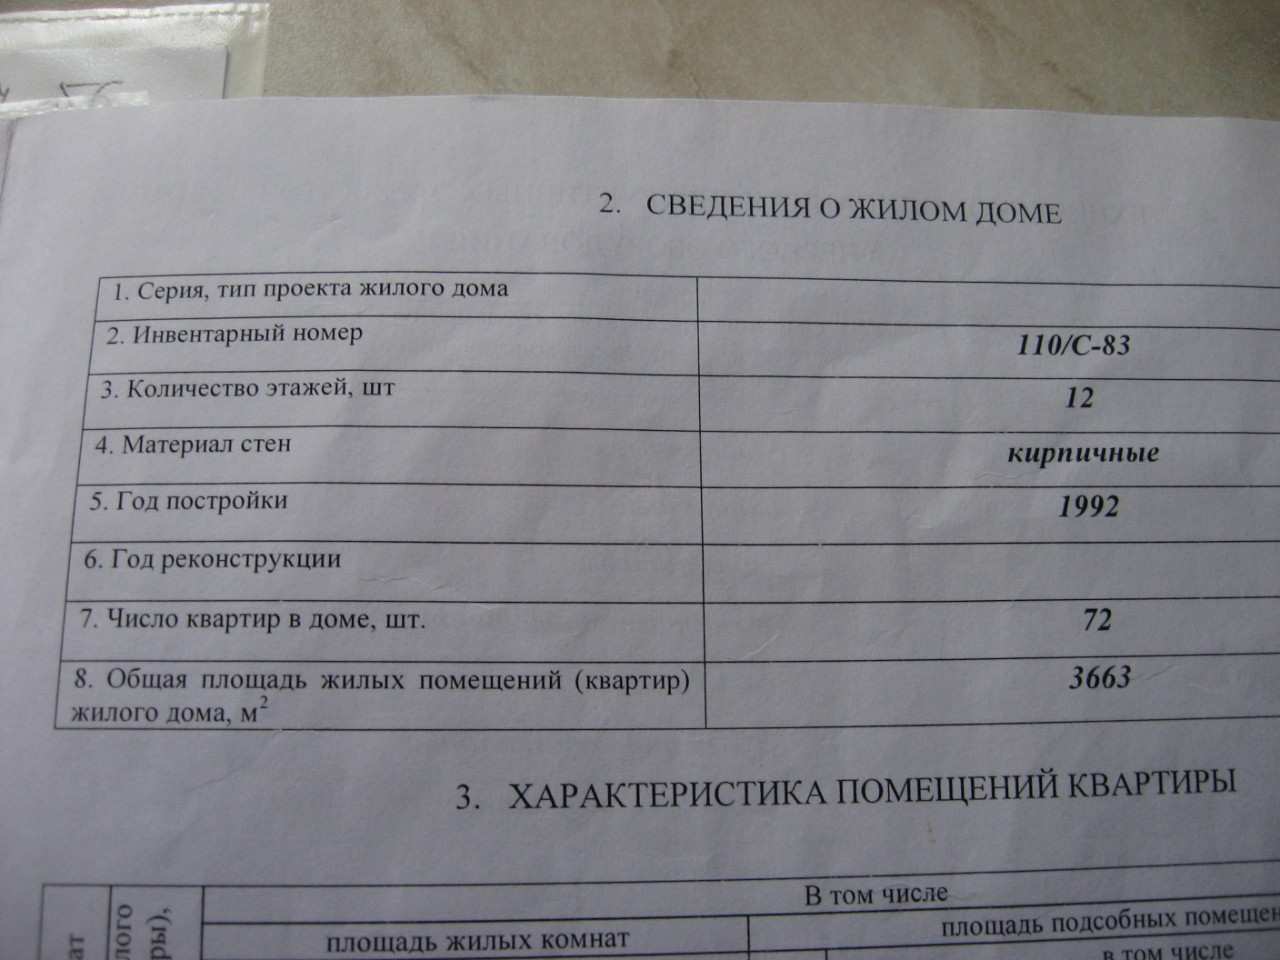 2. СВЕДЕНИЯ О ЖИЛОМ ДОМЕ
1. Серия, тип проекта жилого дома
2. Инвентарный номер 110/С-83
3. Количество этажей, шт 12
4. Материал стен кирпичные
5. Год постройки 1992
6. Год реконструкции
7. Число квартир в доме, шт. 72
8. Общая площадь жилых помещений (квартир) 3663
жилого дома, м²
3. ХАРАКТЕРИСТИКА ПОМЕЩЕНИЙ КВАРТИРЫ
В том числе
площадь жилых комнат
площадь подсобных
в том числе